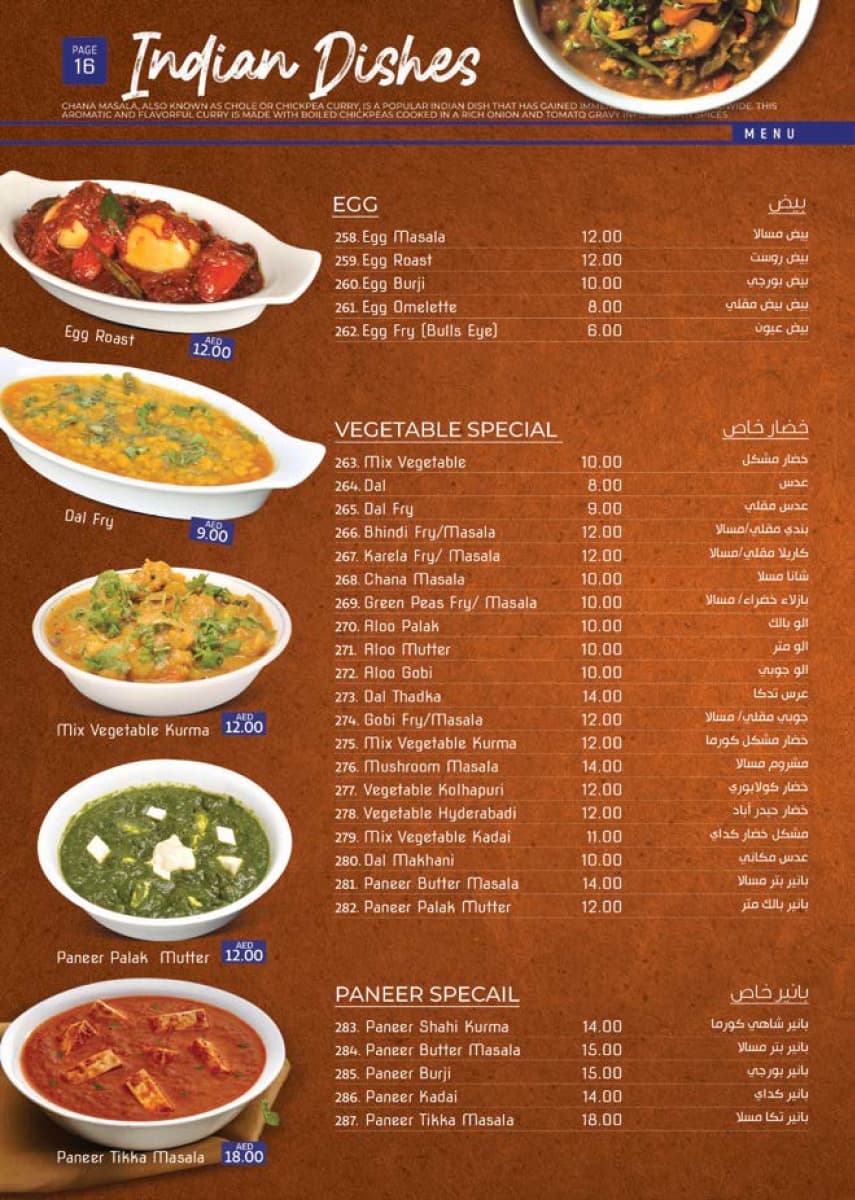 PAGE
16
Indian Dishes
CHANA MASALA, ALSO KNOWN AS CHOLE OR CHICKPEA CURRY, IS A POPULAR INDIAN DISH THAT HAS GAINED WIDE. THIS
AROMATIC AND FLAVORFUL CURRY IS MADE WITH BOILED CHICKPEAS COOKED IN A RICH ONION AND TOMATO GRAVY SPICES
MENU
EGG بيض
258. Egg Masala 12.00 بيض مسالا
259. Egg Roast 12.00 بيض روست
260. Egg Burji 10.00 بيض بورجي
261. Egg Omelette 8.00 بيض بيض مقلي
262. Egg Fry (Bulls Eye) 6.00 بيض عيون
Egg Roast
AED
12.00
VEGETABLE SPECIAL خضار خاص
263. Mix Vegetable 10.00 خضار مشكل
264. Dal 8.00 عدس
265. Dal Fry 9.00 عدس مقلي
266. Bhindi Fry/Masala 12.00 بندي مقلي/مسالا
267. Karela Fry/ Masala 12.00 كاريلا مقلي/مسالا
268. Chana Masala 10.00 شانا مسلا
269. Green Peas Fry/ Masala 10.00 بازلاء خضراء/ مسالا
270. Aloo Palak 10.00 الو بالك
271. Aloo Mutter 10.00 الو متر
272. Aloo Gobi 10.00 الو جوبي
273. Dal Thadka 14.00 عرس تدكا
274. Gobi Fry/Masala 12.00 جوبي مقلي/ مسالا
275. Mix Vegetable Kurma 12.00 خضار مشكل كورما
276. Mushroom Masala 14.00 مشروم مسالا
277. Vegetable Kolhapuri 12.00 خضار كولابوري
278. Vegetable Hyderabadi 12.00 خضار حيدر أباد
279. Mix Vegetable Kadai 11.00 مشكل خضار كداي
280. Dal Makhani 10.00 عدس مكاني
281. Paneer Butter Masala 14.00 بانير بتر مسالا
282. Paneer Palak Mutter 12.00 بانير بالك متر
Dal Fry
AED
9.00
Mix Vegetable Kurma
AED
12.00
Paneer Palak Mutter
AED
12.00
PANEER SPECAIL بانير خاص
283. Paneer Shahi Kurma 14.00 بانير شاهي كورما
284. Paneer Butter Masala 15.00 بانير بتر مسالا
285. Paneer Burji 15.00 بانير بورجي
286. Paneer Kadai 14.00 بانير كداي
287. Paneer Tikka Masala 18.00 بانير تكا مسلا
Paneer Tikka Masala
AED
18.00